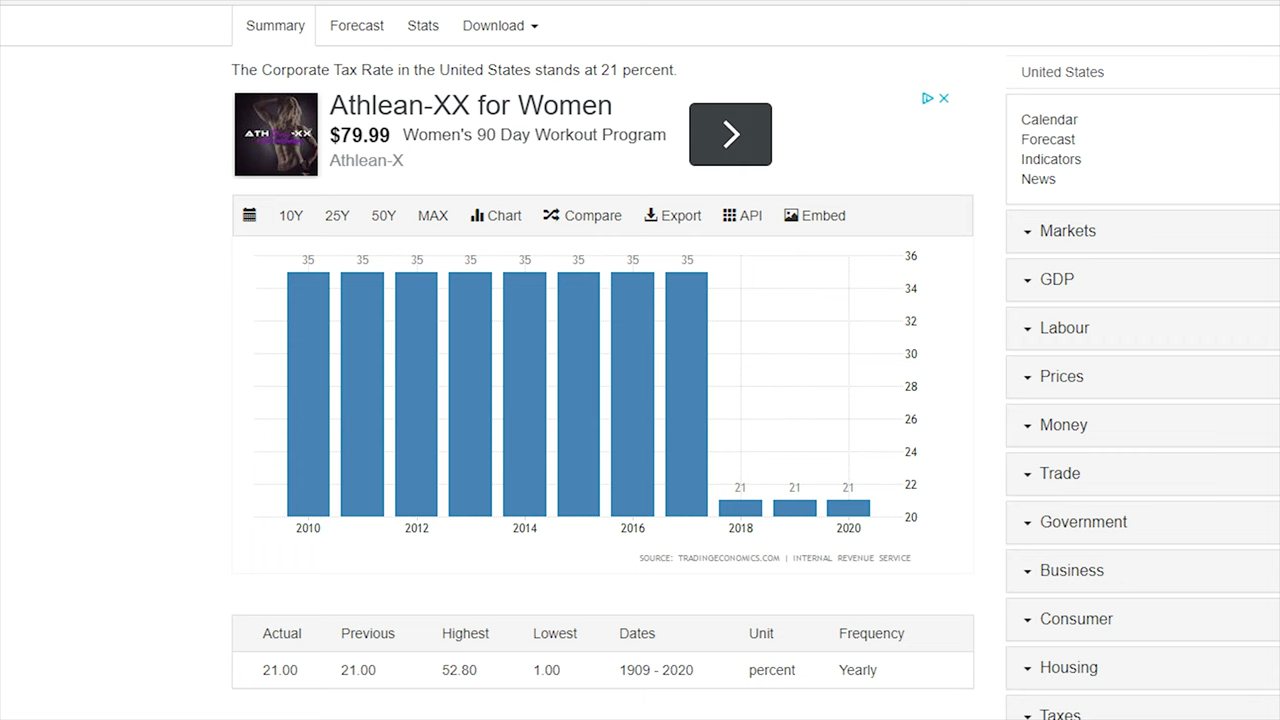 Summary Forecast Stats Download
The Corporate Tax Rate in the United States stands at 21 percent.
Athlean-XX for Women
$79.99 Women's 90 Day Workout Program
Athlean-X
10Y 25Y 50Y MAX Chart Compare Export API Embed
35 35 35 35 35 35 35 35 21 21 21
36
34
32
30
28
26
24
22
20
2010 2012 2014 2016 2018 2020
SOURCE: TRADINGECONOMICS.COM | INTERNAL REVENUE SERVICE
Actual Previous Highest Lowest Dates Unit Frequency
21.00 21.00 52.80 1.00 1909 - 2020 percent Yearly
United States
Calendar
Forecast
Indicators
News
Markets
GDP
Labour
Prices
Money
Trade
Government
Business
Consumer
Housing
Taxes